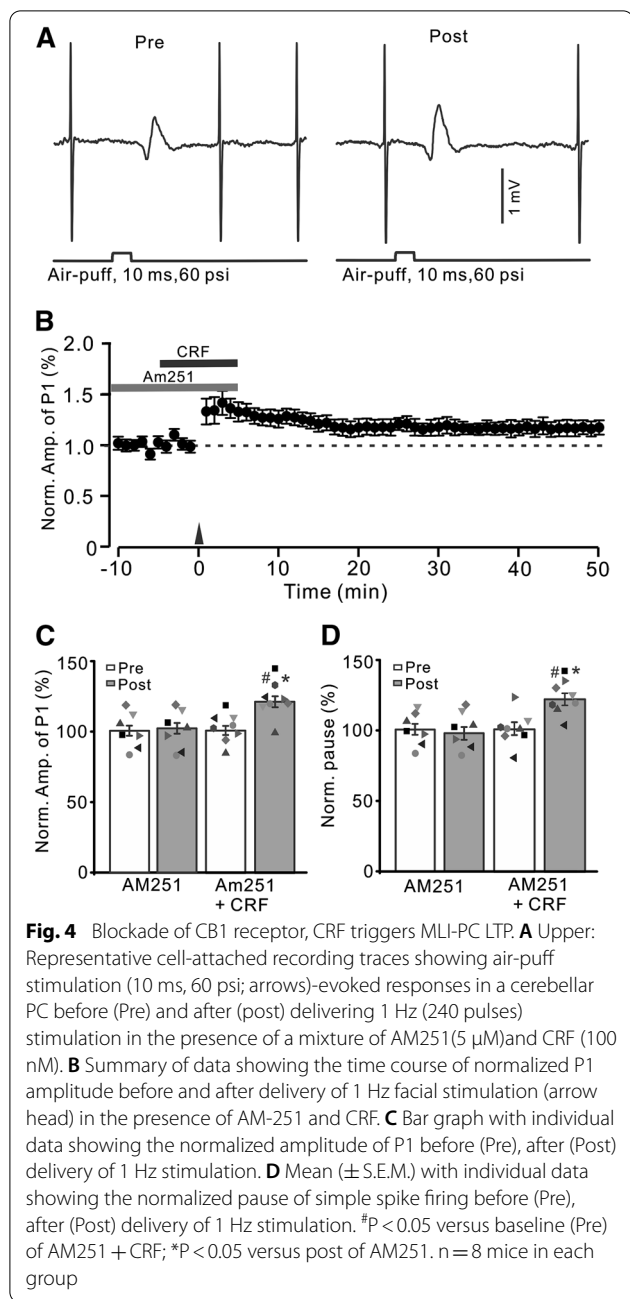 A
Pre
Post
1 mV
Air-puff, 10 ms,60 psi
Air-puff, 10 ms,60 psi
B
Norm. Amp. of P1 (%)
2.0
1.5
1.0
0.5
0
CRF
Am251
-10
0
10
20
30
40
50
Time (min)
C
Norm. Amp. of P1 (%)
150
100
50
0
Pre
Post
# *
AM251
Am251
+ CRF
D
Norm. pause (%)
150
100
50
0
Pre
Post
# *
AM251
AM251
+ CRF
Fig. 4 Blockade of CB1 receptor, CRF triggers MLI-PC LTP. A Upper:
Representative cell-attached recording traces showing air-puff
stimulation (10 ms, 60 psi; arrows)-evoked responses in a cerebellar
PC before (Pre) and after (post) delivering 1 Hz (240 pulses)
stimulation in the presence of a mixture of AM251(5 μM)and CRF (100
nM). B Summary of data showing the time course of normalized P1
amplitude before and after delivery of 1 Hz facial stimulation (arrow
head) in the presence of AM-251 and CRF. C Bar graph with individual
data showing the normalized amplitude of P1 before (Pre), after (Post)
delivery of 1 Hz stimulation. D Mean (± S.E.M.) with individual data
showing the normalized pause of simple spike firing before (Pre),
after (Post) delivery of 1 Hz stimulation. #P < 0.05 versus baseline (Pre)
of AM251 + CRF; *P < 0.05 versus post of AM251. n = 8 mice in each
group